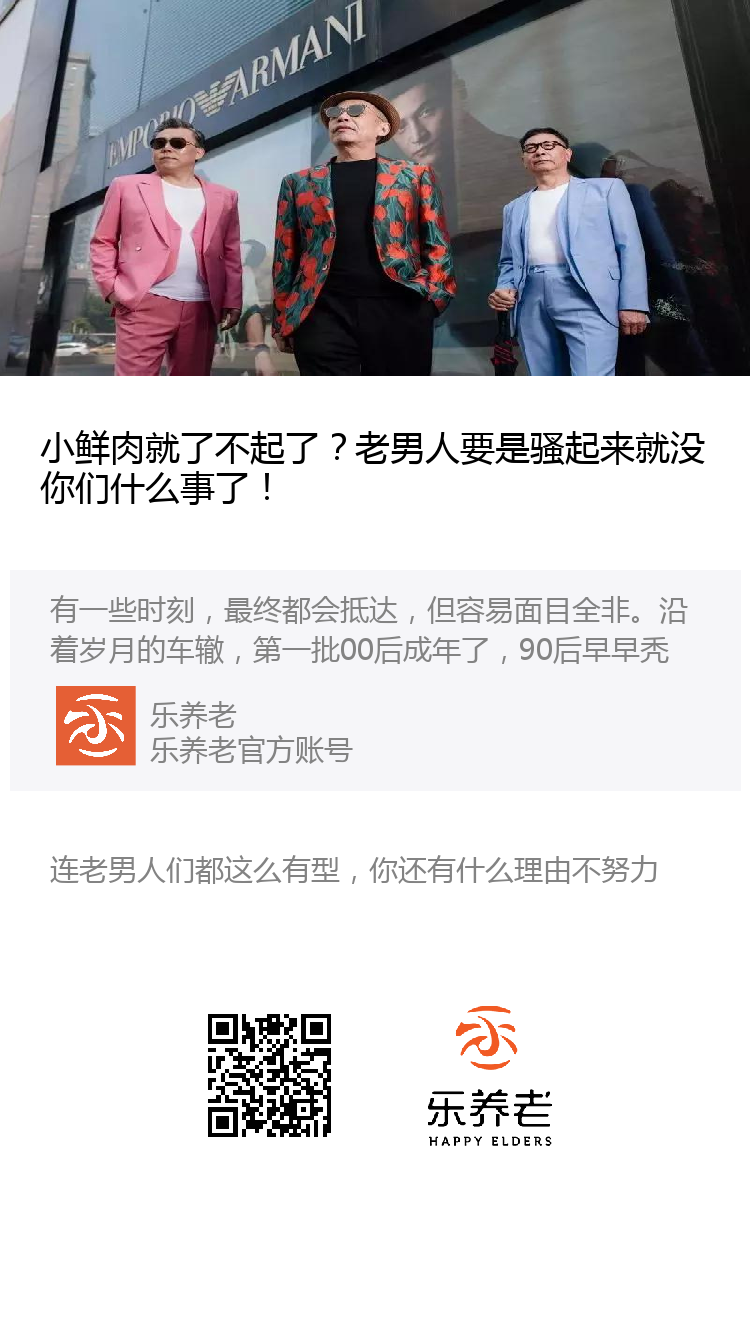 EMPORIO ARMANI
小鲜肉就了不起了？老男人要是骚起来就没
你们什么事了！
有一些时刻，最终都会抵达，但容易面目全非。沿
着岁月的车辙，第一批00后成年了，90后早早秃
乐养老
乐养老官方账号
连老男人们都这么有型，你还有什么理由不努力
乐养老
HAPPY ELDERS